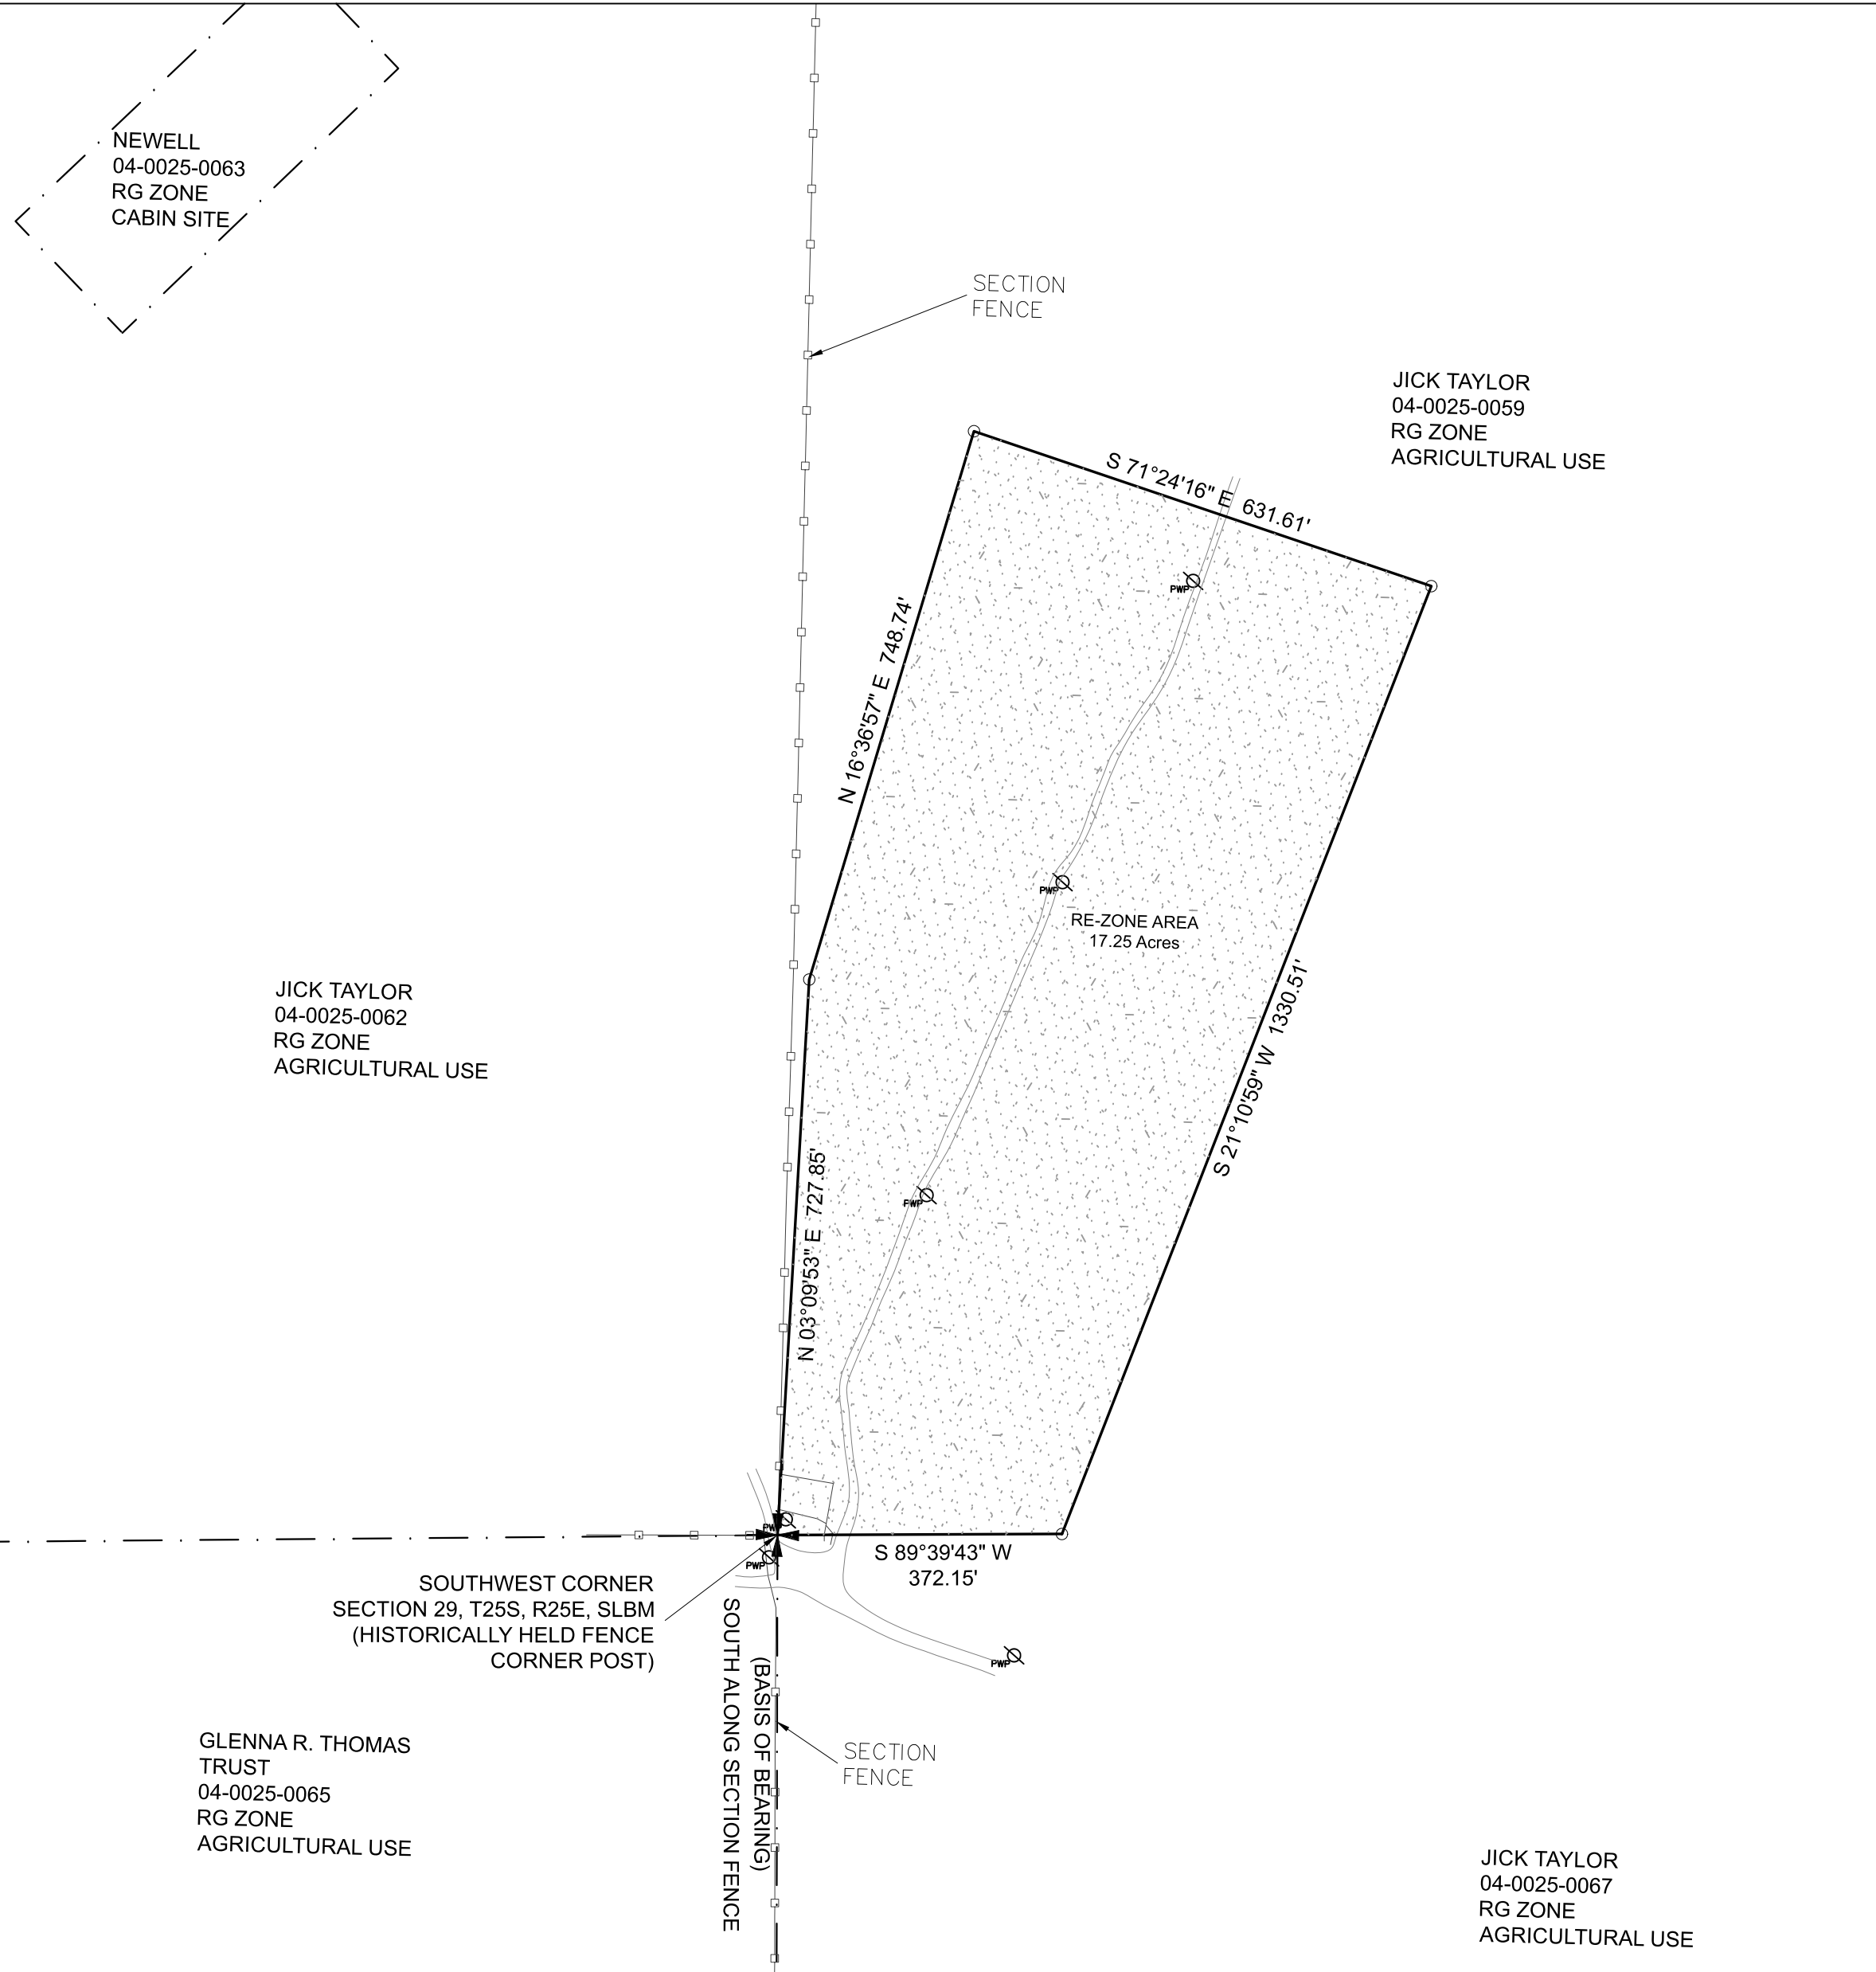 NEWELL
04-0025-0063
RG ZONE
CABIN SITE
SECTION
FENCE
JICK TAYLOR
04-0025-0059
RG ZONE
AGRICULTURAL USE
S 71°24'16" E 631.61'
PWP
N 16°36'57" E 748.74'
PWP
RE-ZONE AREA
17.25 Acres
JICK TAYLOR
04-0025-0062
RG ZONE
AGRICULTURAL USE
S 21°10'59" W 1330.51'
PWP
N 03°09'53" E 727.85'
PWP
PWP
S 89°39'43" W
372.15'
SOUTHWEST CORNER
SECTION 29, T25S, R25E, SLBM
(HISTORICALLY HELD FENCE
CORNER POST)
PWP
(BASIS OF BEARING)
SOUTH ALONG SECTION FENCE
SECTION
FENCE
GLENNA R. THOMAS
TRUST
04-0025-0065
RG ZONE
AGRICULTURAL USE
JICK TAYLOR
04-0025-0067
RG ZONE
AGRICULTURAL USE